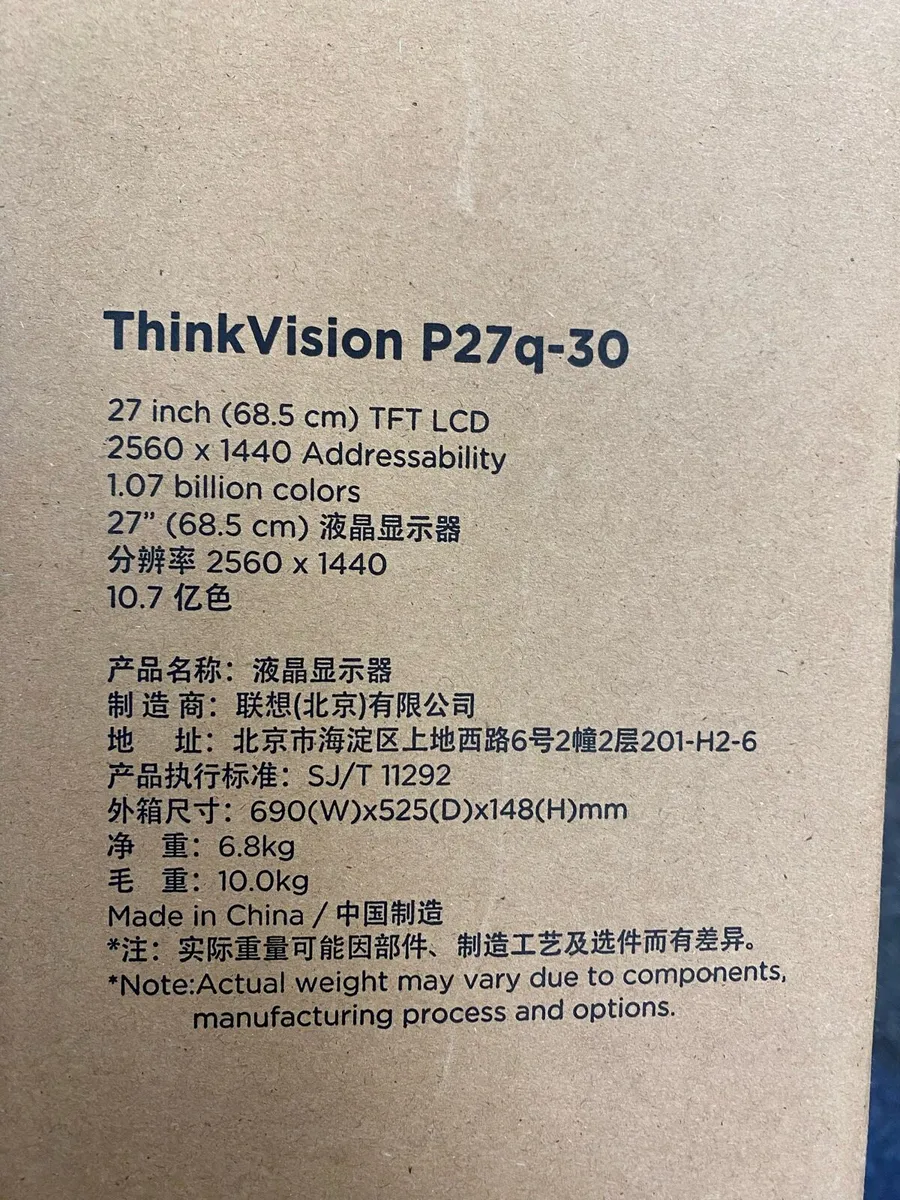 ThinkVision P27q-30
27 inch (68.5 cm) TFT LCD
2560 x 1440 Addressability
1.07 billion colors
27” (68.5 cm) 液晶显示器
分辨率 2560 x 1440
10.7 亿色
产品名称：液晶显示器
制 造 商：联想(北京)有限公司
地 址：北京市海淀区上地西路6号2幢2层201-H2-6
产品执行标准：SJ/T 11292
外箱尺寸：690(W)x525(D)x148(H)mm
净 重：6.8kg
毛 重：10.0kg
Made in China / 中国制造
*注：实际重量可能因部件、制造工艺及选件而有差异。
*Note:Actual weight may vary due to components,
manufacturing process and options.